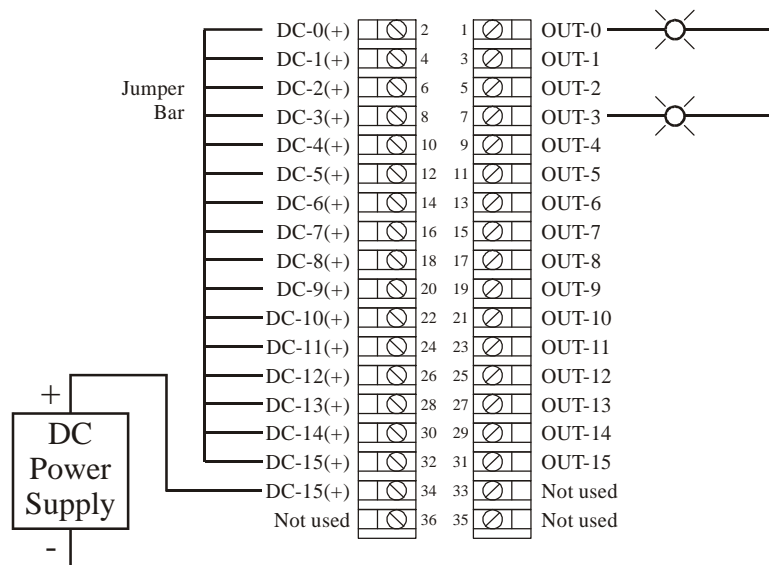 DC-0(+) 2 1 OUT-0
DC-1(+) 4 3 OUT-1
Jumper Bar
DC-2(+) 6 5 OUT-2
DC-3(+) 8 7 OUT-3
DC-4(+) 10 9 OUT-4
DC-5(+) 12 11 OUT-5
DC-6(+) 14 13 OUT-6
DC-7(+) 16 15 OUT-7
DC-8(+) 18 17 OUT-8
DC-9(+) 20 19 OUT-9
DC-10(+) 22 21 OUT-10
DC-11(+) 24 23 OUT-11
DC-12(+) 26 25 OUT-12
DC-13(+) 28 27 OUT-13
DC-14(+) 30 29 OUT-14
DC-15(+) 32 31 OUT-15
DC-15(+) 34 33 Not used
Not used 36 35 Not used
+
DC
Power
Supply
-